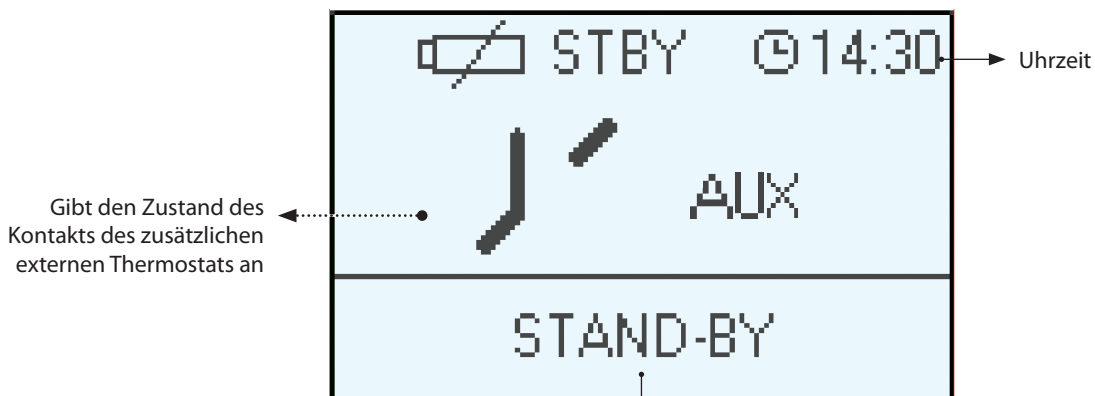 STBY 14:30
Uhrzeit
AUX
Gibt den Zustand des
Kontakts des zusätzlichen
externen Thermostats an
STAND-BY